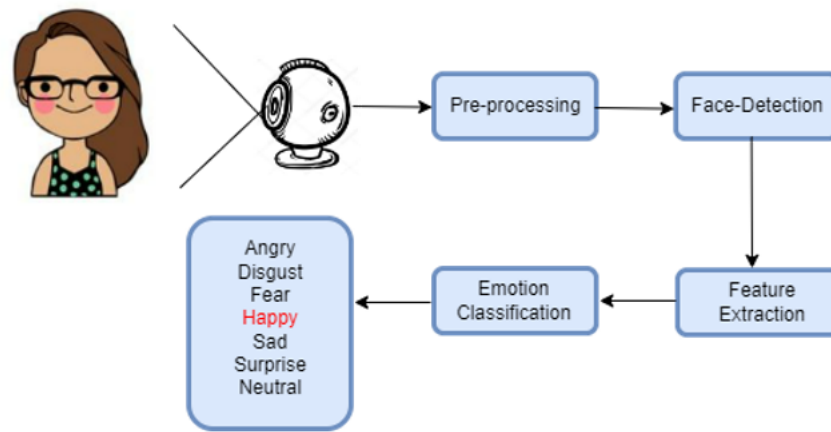 Pre-processing
Face-Detection
Feature
Extraction
Emotion
Classification
Angry
Disgust
Fear
Happy
Sad
Surprise
Neutral